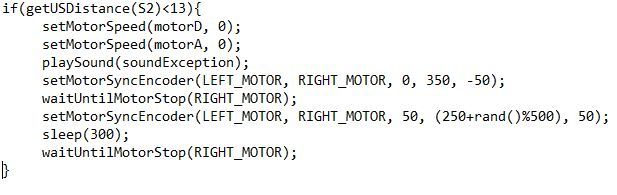 if(getUSDistance(S2)<13){
setMotorSpeed(motorD, 0);
setMotorSpeed(motorA, 0);
playSound(soundException);
setMotorSyncEncoder(LEFT_MOTOR, RIGHT_MOTOR, 0, 350, -50);
waitUntilMotorStop(RIGHT_MOTOR);
setMotorSyncEncoder(LEFT_MOTOR, RIGHT_MOTOR, 50, (250+rand()%500), 50);
sleep(300);
waitUntilMotorStop(RIGHT_MOTOR);
}